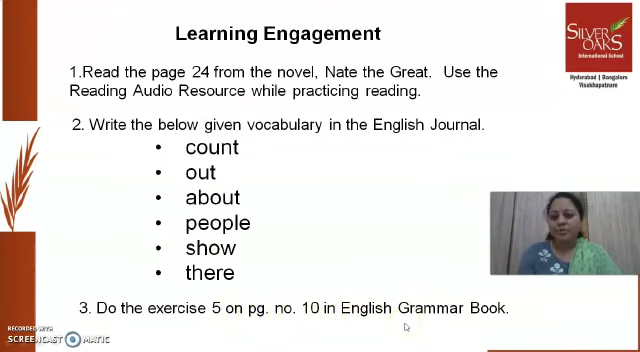 Learning Engagement
SILVER
OAKS
International School
Hyderabad | Bangalore
Visakhapatnam
1.Read the page 24 from the novel, Nate the Great. Use the
Reading Audio Resource while practicing reading.
2. Write the below given vocabulary in the English Journal.
• count
• out
• about
• people
• show
• there
3. Do the exercise 5 on pg. no. 10 in English Grammar Book.
RECORDED WITH
SCREENCAST MATIC